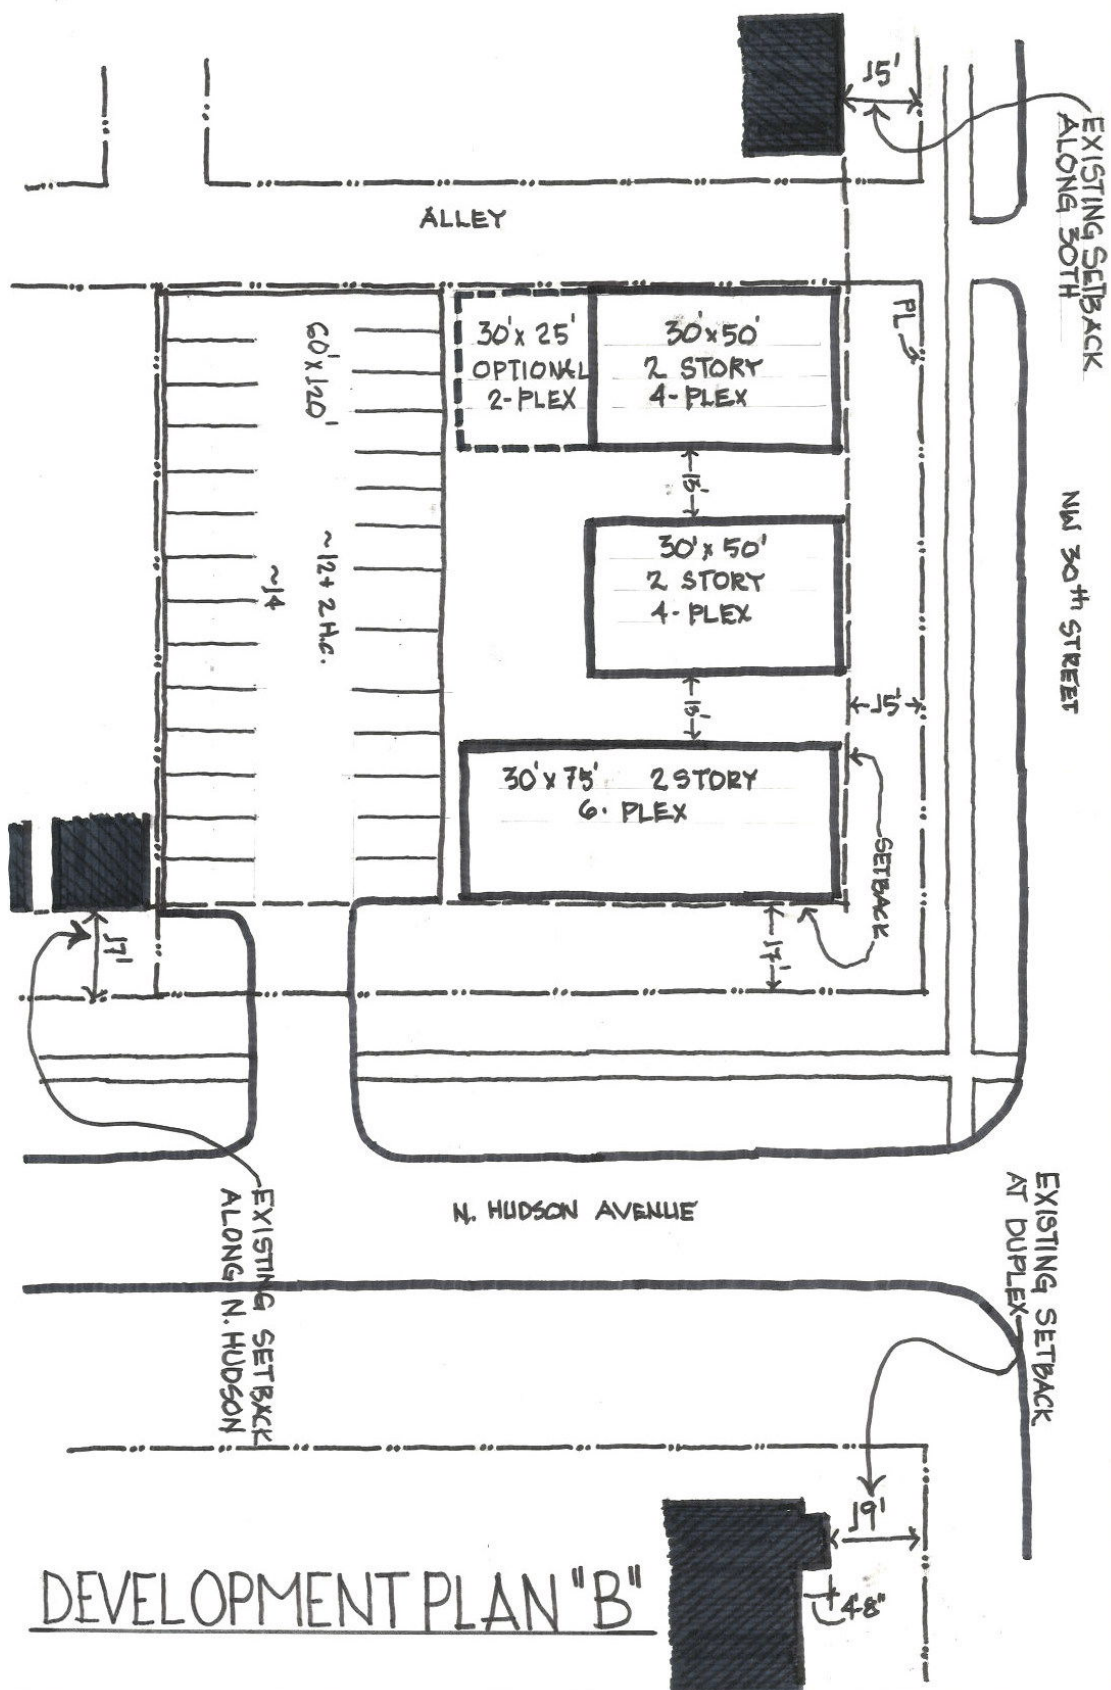 15'
EXISTING SETBACK
ALONG 30TH
ALLEY
PL
30' x 25'
OPTIONAL
2-PLEX
30' x 50'
2 STORY
4-PLEX
60' x 120'
15'
NW 30th STREET
30' x 50'
2 STORY
4-PLEX
~12+ 2 H.C.
~14
15'
15'
30' x 75' 2 STORY
6-PLEX
SETBACK
17'
17'
N. HUDSON AVENUE
EXISTING SETBACK
ALONG N. HUDSON
EXISTING SETBACK
AT DUPLEX
19'
48"
DEVELOPMENT PLAN "B"